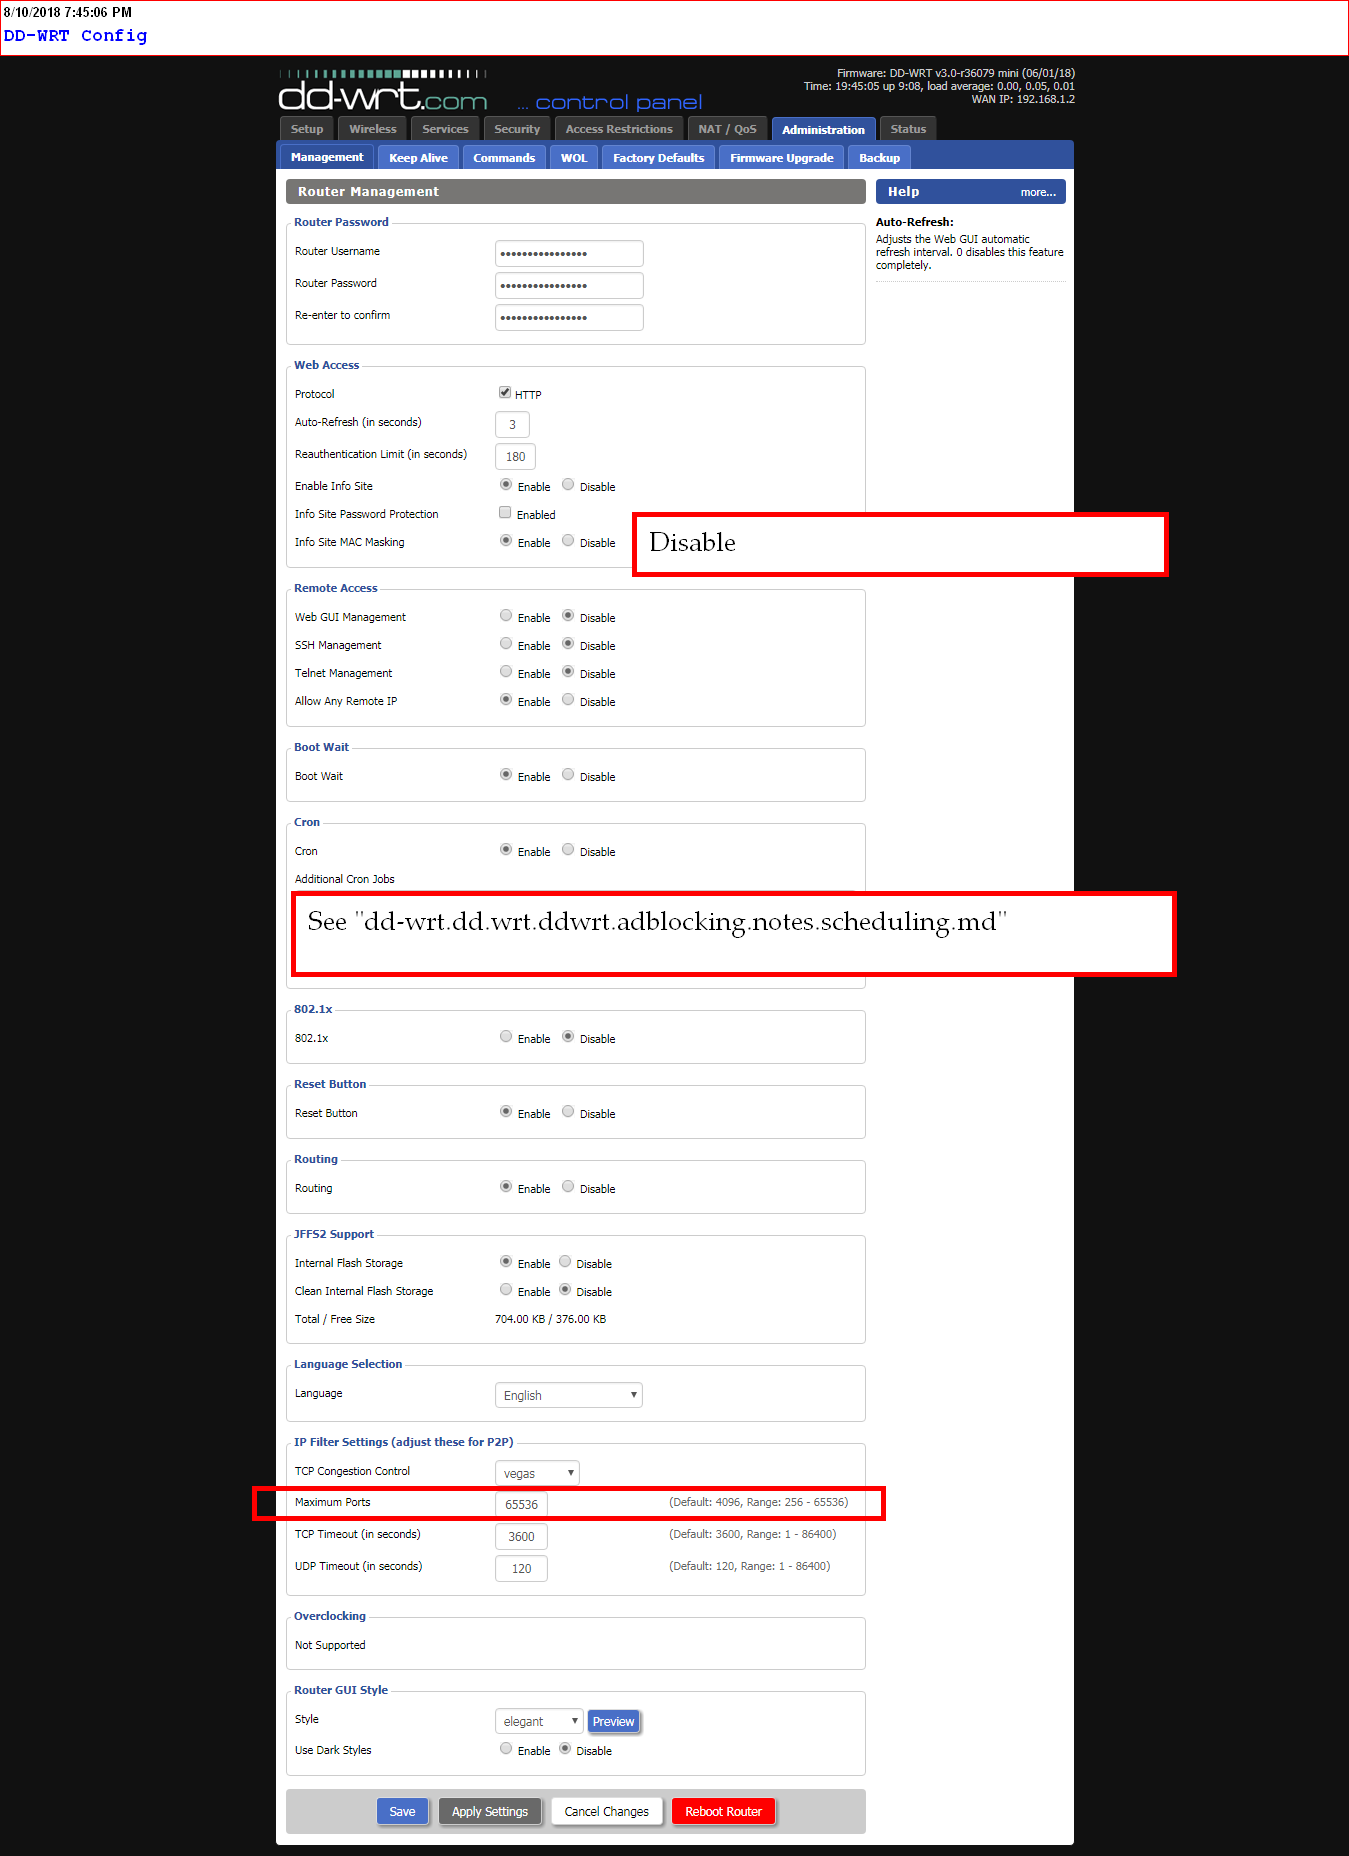 8/10/2018 7:45:06 PM
DD-WRT Config
Firmware: DD-WRT v3.0-r36079 mini (06/01/18)
Time: 19:45:05 up 9:08, load average: 0.00, 0.05, 0.01
WAN IP: 192.168.1.2
dd-wrt.com ... control panel
Setup Wireless Services Security Access Restrictions NAT / QoS Administration Status
Management Keep Alive Commands WOL Factory Defaults Firmware Upgrade Backup
Router Management
Help more...
Auto-Refresh:
Adjusts the Web GUI automatic
refresh interval. 0 disables this feature
completely.
Router Password
Router Username ••••••••••••••••
Router Password ••••••••••••••••
Re-enter to confirm ••••••••••••••••
Web Access
Protocol HTTP
Auto-Refresh (in seconds) 3
Reauthentication Limit (in seconds) 180
Enable Info Site Enable Disable
Info Site Password Protection Enabled
Info Site MAC Masking Enable Disable
Disable
Remote Access
Web GUI Management Enable Disable
SSH Management Enable Disable
Telnet Management Enable Disable
Allow Any Remote IP Enable Disable
Boot Wait
Boot Wait Enable Disable
Cron
Cron Enable Disable
Additional Cron Jobs
See "dd-wrt.dd.wrt.ddwrt.adblocking.notes.scheduling.md"
802.1x
802.1x Enable Disable
Reset Button
Reset Button Enable Disable
Routing
Routing Enable Disable
JFFS2 Support
Internal Flash Storage Enable Disable
Clean Internal Flash Storage Enable Disable
Total / Free Size 704.00 KB / 376.00 KB
Language Selection
Language English
IP Filter Settings (adjust these for P2P)
TCP Congestion Control vegas
Maximum Ports 65536 (Default: 4096, Range: 256 - 65536)
TCP Timeout (in seconds) 3600 (Default: 3600, Range: 1 - 86400)
UDP Timeout (in seconds) 120 (Default: 120, Range: 1 - 86400)
Overclocking
Not Supported
Router GUI Style
Style elegant Preview
Use Dark Styles Enable Disable
Save Apply Settings Cancel Changes Reboot Router